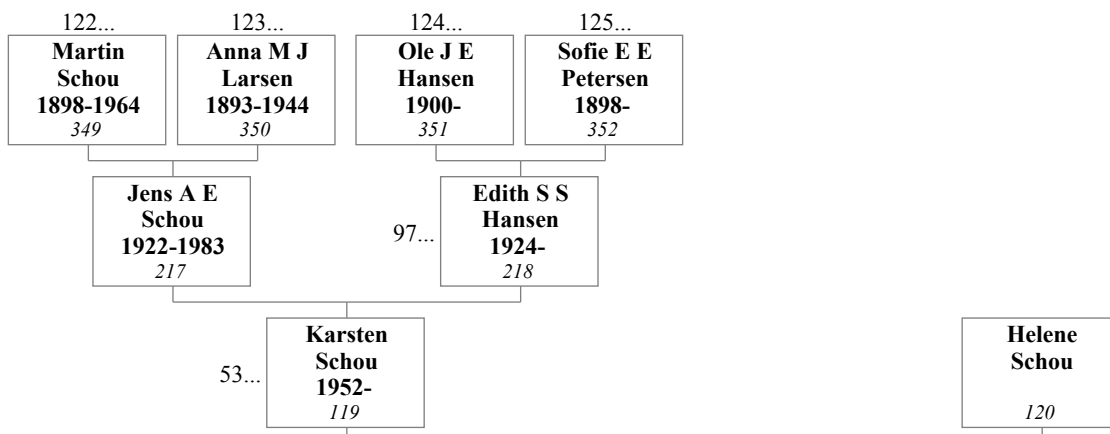 122...
123...
124...
125...
Martin
Schou
1898-1964
349
Anna M J
Larsen
1893-1944
350
Ole J E
Hansen
1900-
351
Sofie E E
Petersen
1898-
352
Jens A E
Schou
1922-1983
217
97...
Edith S S
Hansen
1924-
218
53...
Karsten
Schou
1952-
119
Helene
Schou
120